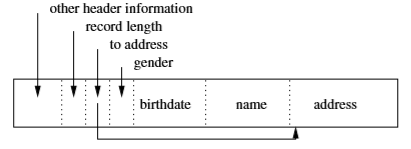 other header information
record length
to address
gender
birthdate name address